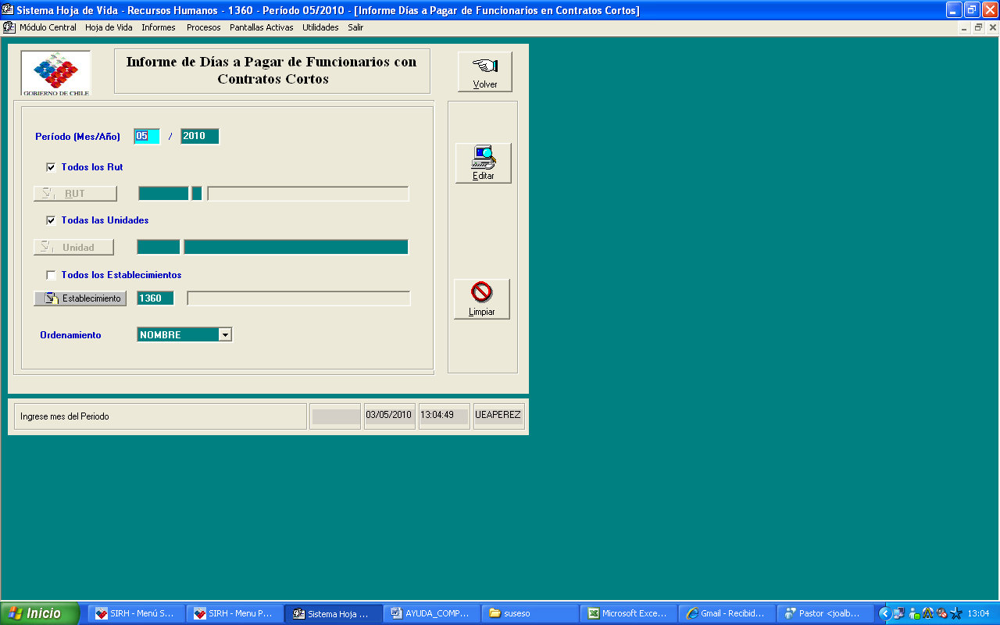 Sistema Hoja de Vida - Recursos Humanos - 1360 - Período 05/2010 - [Informe Días a Pagar de Funcionarios en Contratos Cortos]
Módulo Central Hoja de Vida Informes Procesos Pantallas Activas Utilidades Salir
GOBIERNO DE CHILE
Informe de Días a Pagar de Funcionarios con
Contratos Cortos
Volver
Período (Mes/Año) 05 / 2010
Todos los Rut
RUT
Editar
Todas las Unidades
Unidad
Todos los Establecimientos
Establecimiento 1360
Limpiar
Ordenamiento NOMBRE
Ingrese mes del Periodo 03/05/2010 13:04:49 UEAPEREZ
Inicio SIRH - Menú S... SIRH - Menu P... Sistema Hoja ... AYUDA_COMP... suseso Microsoft Exce... Gmail - Recibid... Pastor <joalb... 13:04